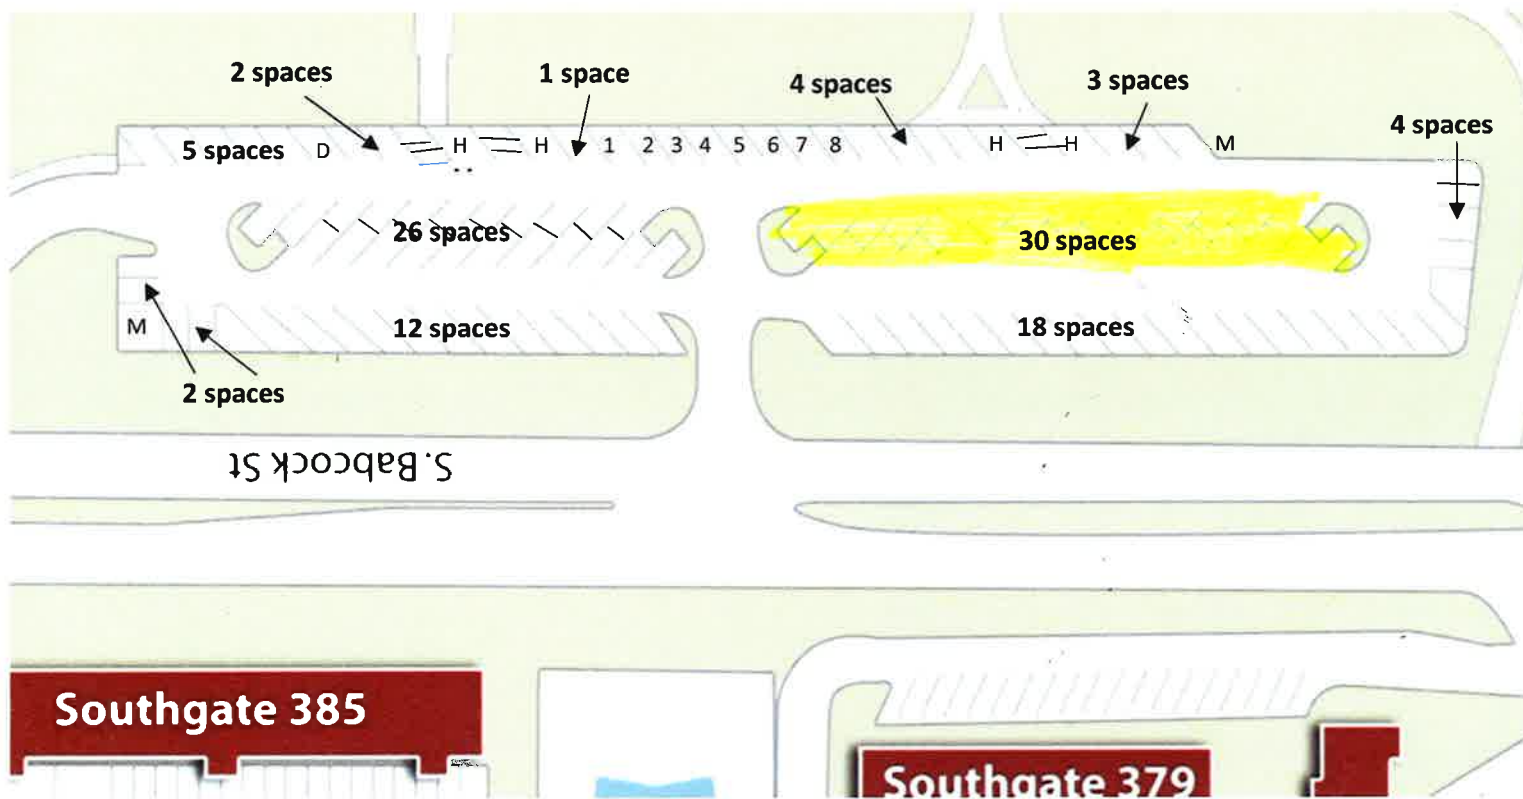 2 spaces
1 space
4 spaces
3 spaces
4 spaces
5 spaces D H H 1 2 3 4 5 6 7 8 H H M
26 spaces
30 spaces
M
12 spaces
18 spaces
2 spaces
S. Babcock St
Southgate 385
Southgate 379